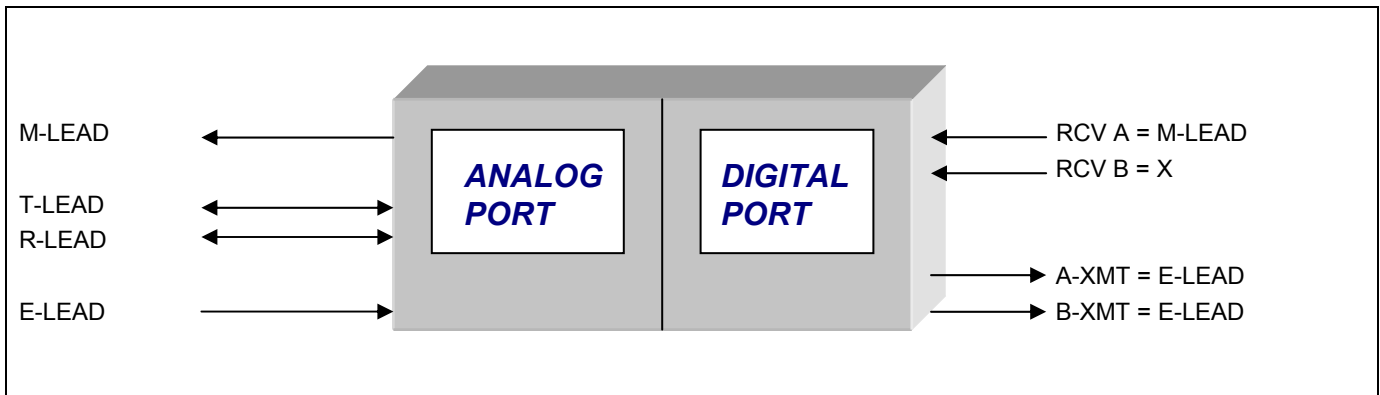 M-LEAD
T-LEAD
R-LEAD
E-LEAD
ANALOG
PORT
DIGITAL
PORT
RCV A = M-LEAD
RCV B = X
A-XMT = E-LEAD
B-XMT = E-LEAD